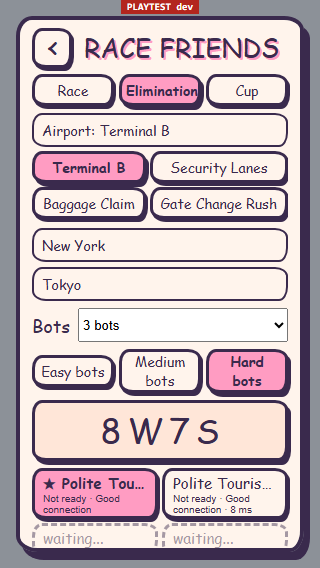 PLAYTEST dev
RACE FRIENDS
Race Elimination Cup
Airport: Terminal B
Terminal B Security Lanes
Baggage Claim Gate Change Rush
New York
Tokyo
Bots 3 bots
Easy bots Medium bots Hard bots
8W7S
★ Polite Tou... Polite Touris...
Not ready · Good connection Not ready · Good connection · 8 ms
waiting... waiting...